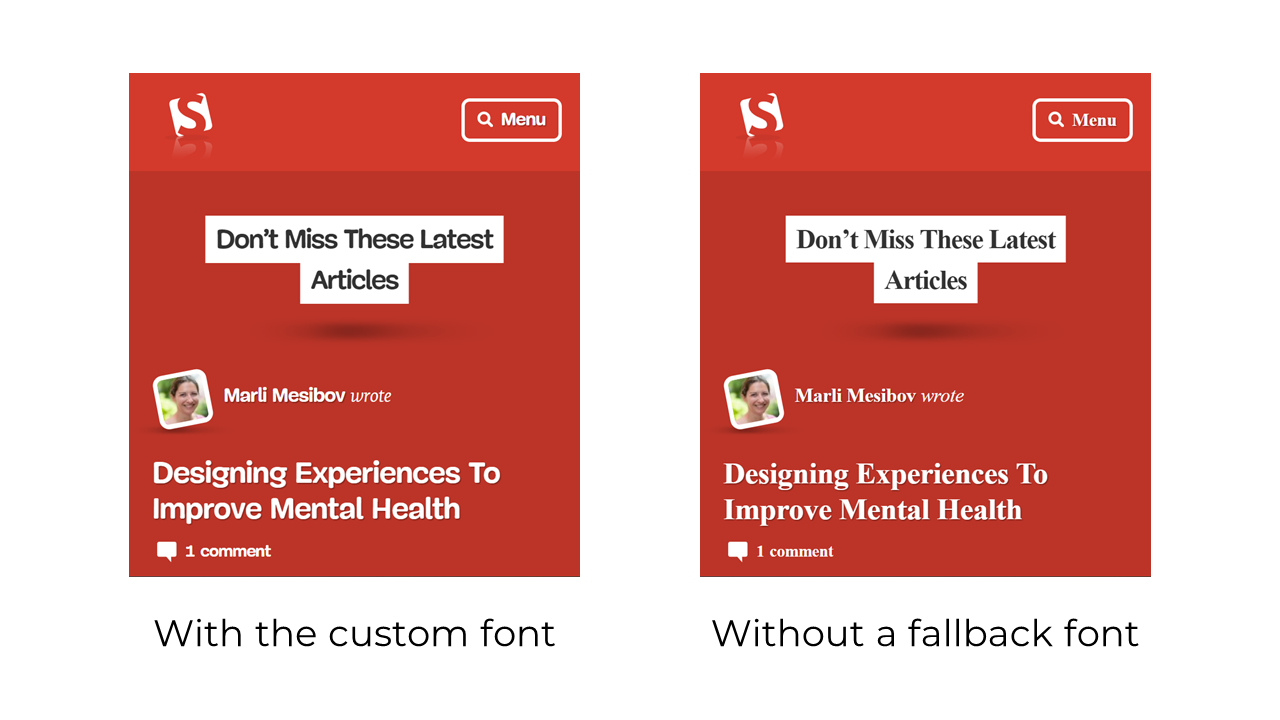 S
Menu
Don’t Miss These Latest
Articles
Marli Mesibov wrote
Designing Experiences To
Improve Mental Health
1 comment
With the custom font
S
Menu
Don’t Miss These Latest
Articles
Marli Mesibov wrote
Designing Experiences To
Improve Mental Health
1 comment
Without a fallback font